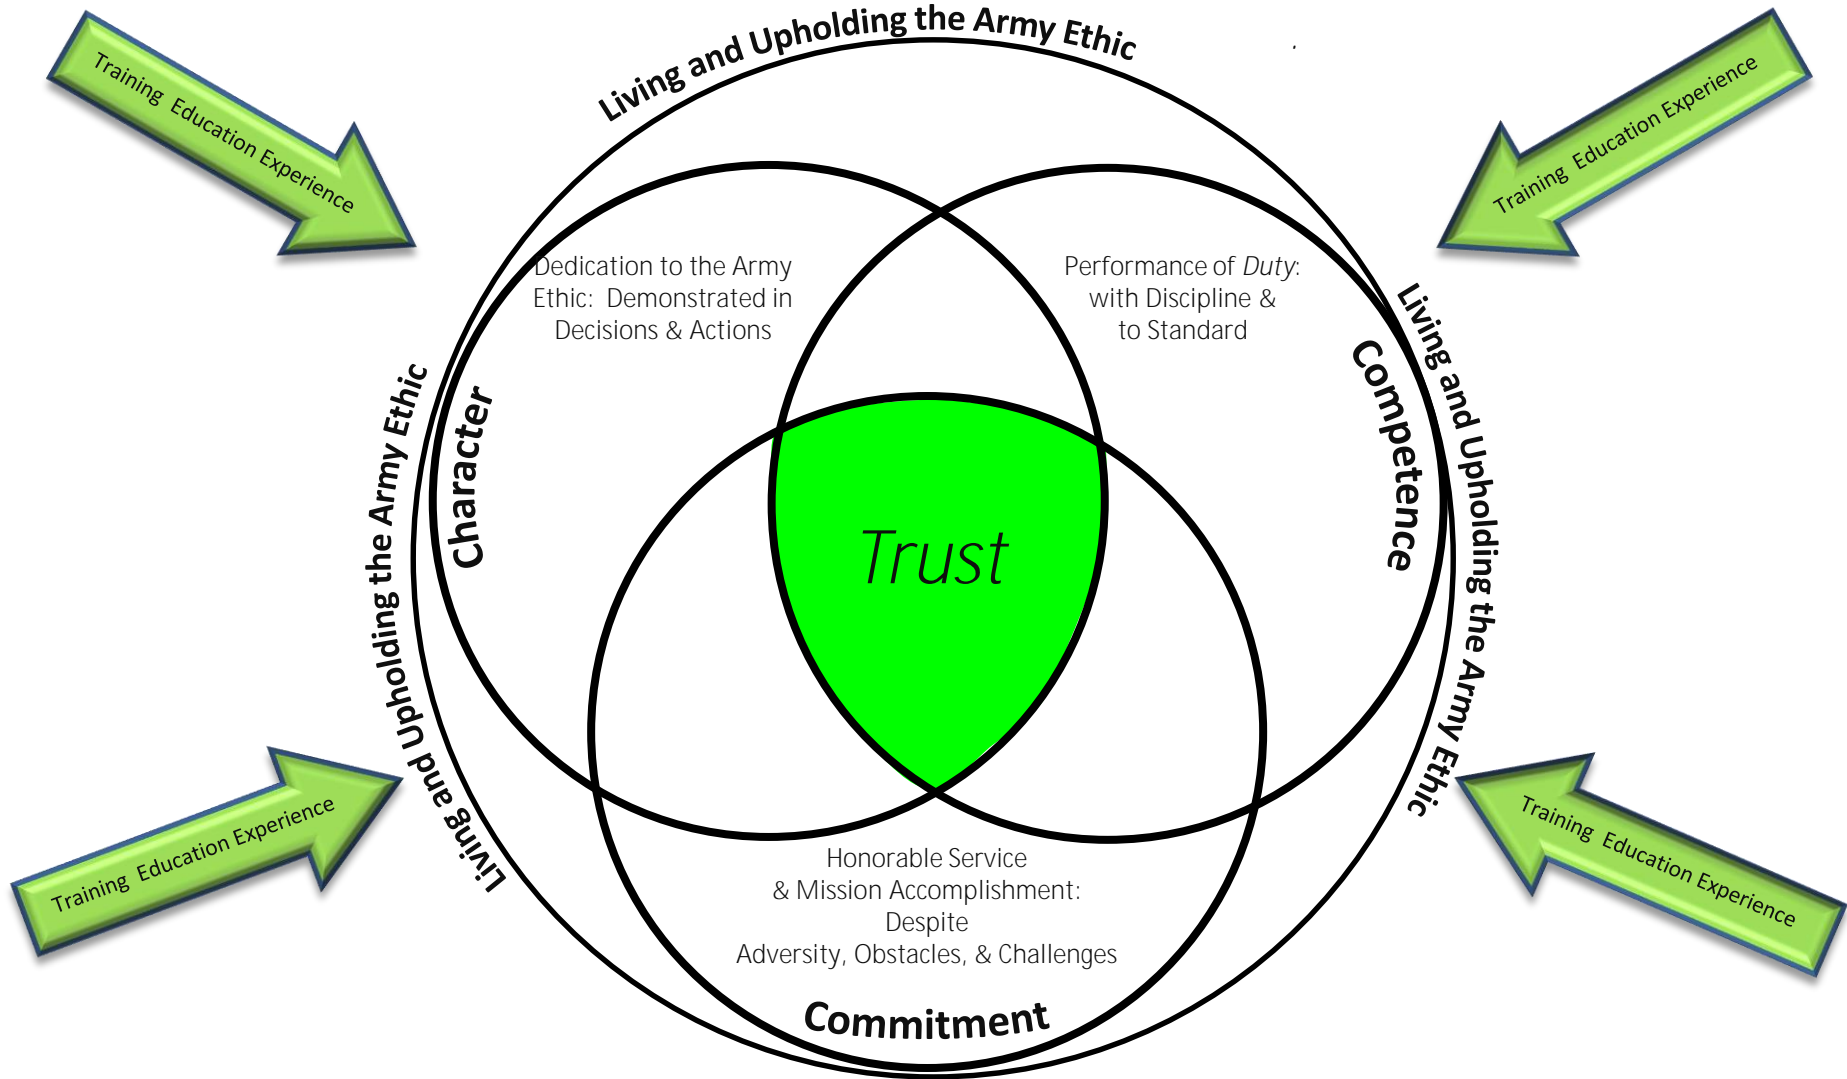 Living and Upholding the Army Ethic
Training Education Experience
Training Education Experience
Dedication to the Army
Ethic: Demonstrated in
Decisions & Actions
Performance of Duty:
with Discipline &
to Standard
Character
Competence
Living and Upholding the Army Ethic
Living and Upholding the Army Ethic
Trust
Training Education Experience
Training Education Experience
Honorable Service
& Mission Accomplishment:
Despite
Adversity, Obstacles, & Challenges
Commitment